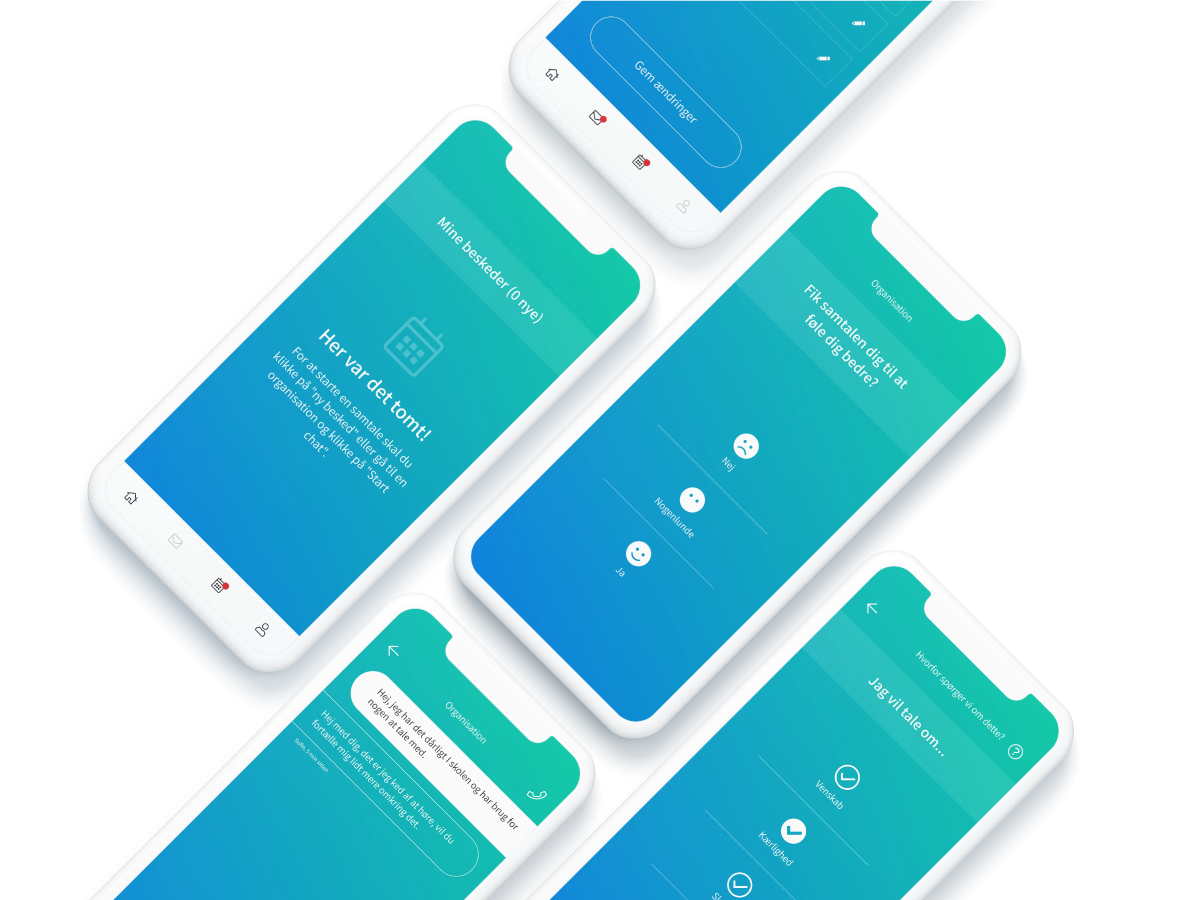 Gem ændringer
Mine beskeder (0 nye)
Her var det tomt!
For at starte en samtale skal du
klikke på "ny besked" eller gå til en
organisation og klikke på "Start
chat".
Organisation
Fik samtalen dig til at
føle dig bedre?
Nej
Nogenlunde
Ja
Organisation
Hej, jeg har det dårligt I skolen og har brug for
nogen at tale med.
Hej med dig, det er jeg ked af at høre, vil du
fortælle mig lidt mere omkring det.
Sofie, 5 min siden
Hvorfor spørger vi om dette?
Jag vil tale om...
Venskab
Kærlighed